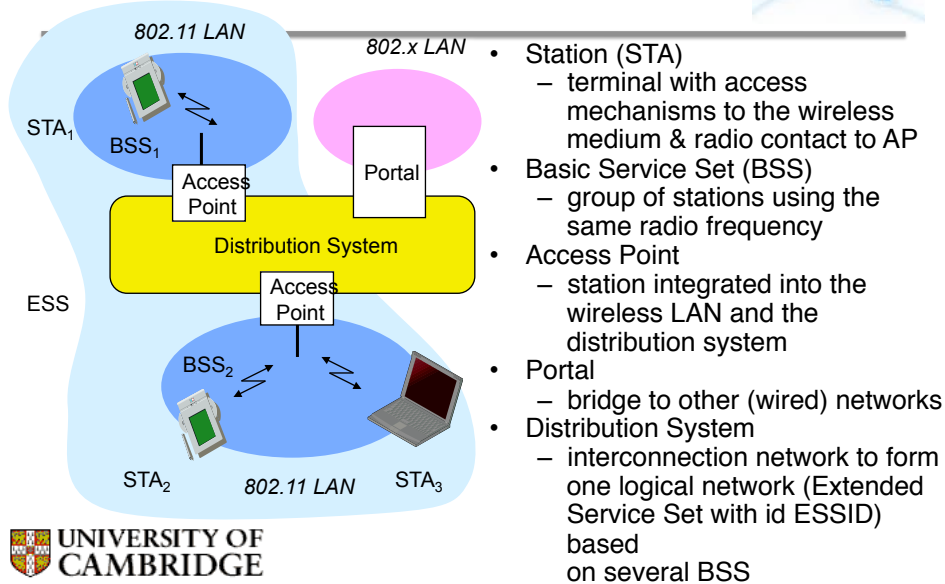 802.11 LAN
802.x LAN
STA1
BSS1
Access
Point
Portal
Distribution System
Access
Point
ESS
BSS2
STA2
802.11 LAN
STA3
• Station (STA)
– terminal with access
mechanisms to the wireless
medium & radio contact to AP
• Basic Service Set (BSS)
– group of stations using the
same radio frequency
• Access Point
– station integrated into the
wireless LAN and the
distribution system
• Portal
– bridge to other (wired) networks
• Distribution System
– interconnection network to form
one logical network (Extended
Service Set with id ESSID)
based
on several BSS
UNIVERSITY OF
CAMBRIDGE